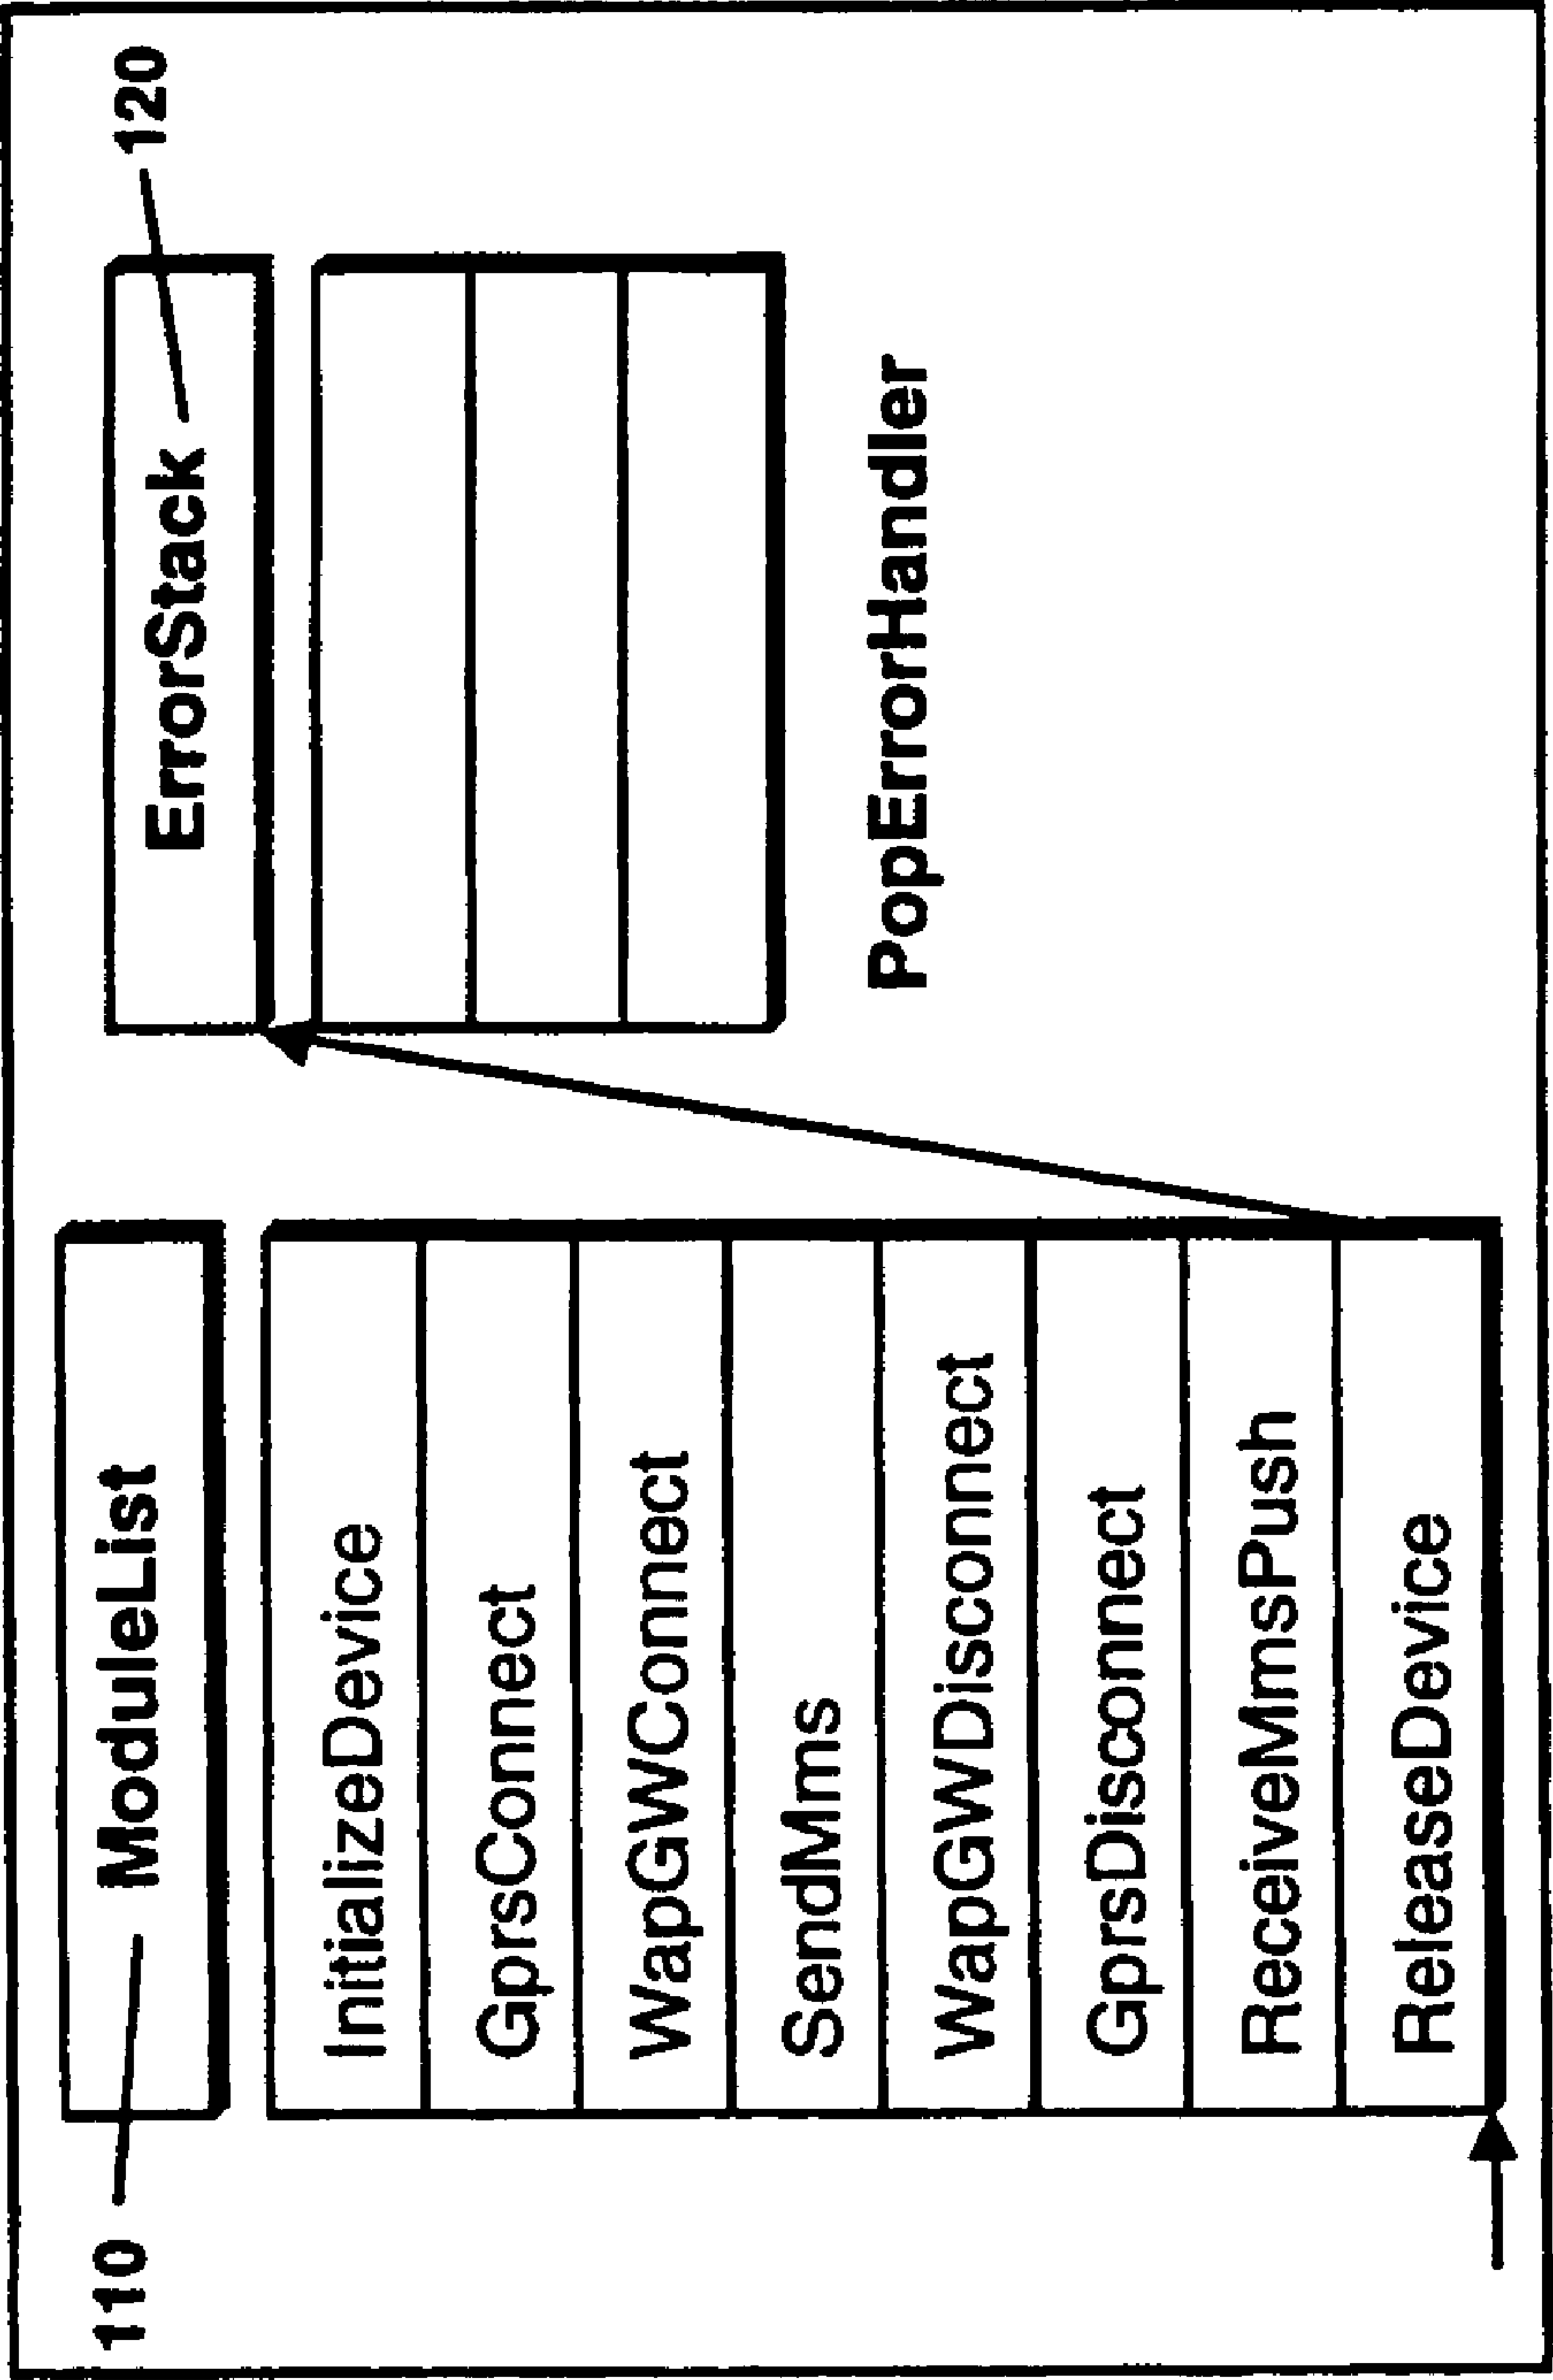 110
ModuleList
InitializeDevice
GprsConnect
WapGWConnect
SendMms
WapGWDisconnect
GprsDisconnect
ReceiveMmsPush
ReleaseDevice
ErrorStack
120
PopErrorHandler